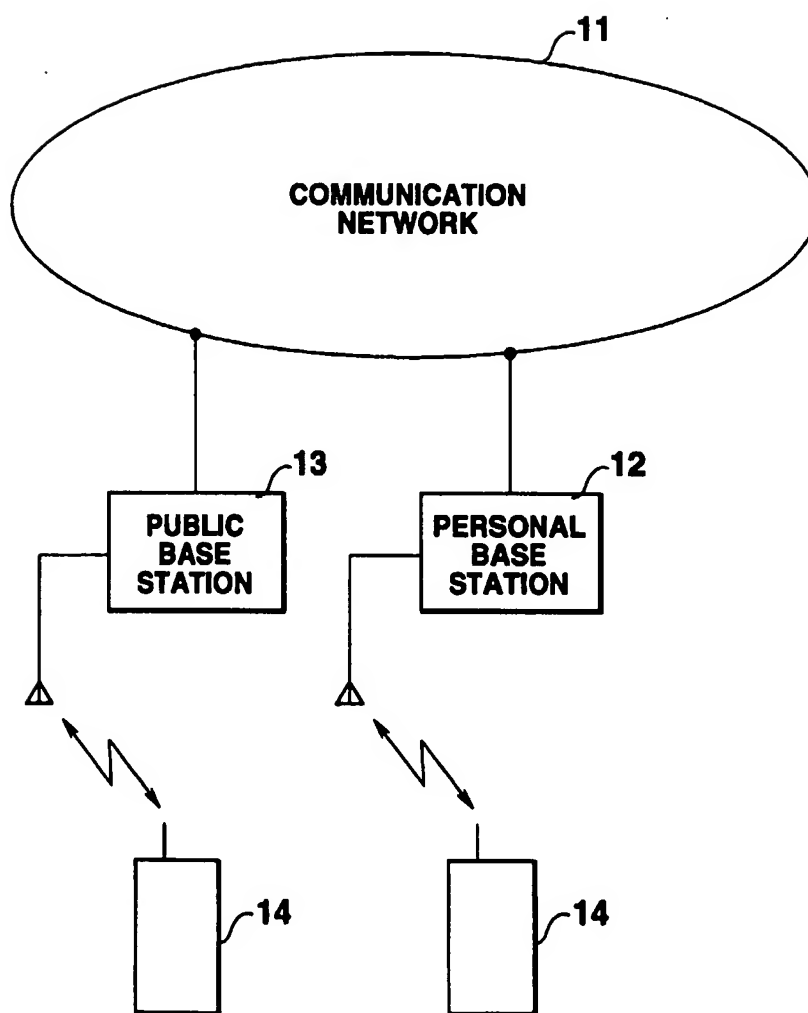 11
COMMUNICATION
NETWORK
13
12
PUBLIC
BASE
STATION
PERSONAL
BASE
STATION
14
14